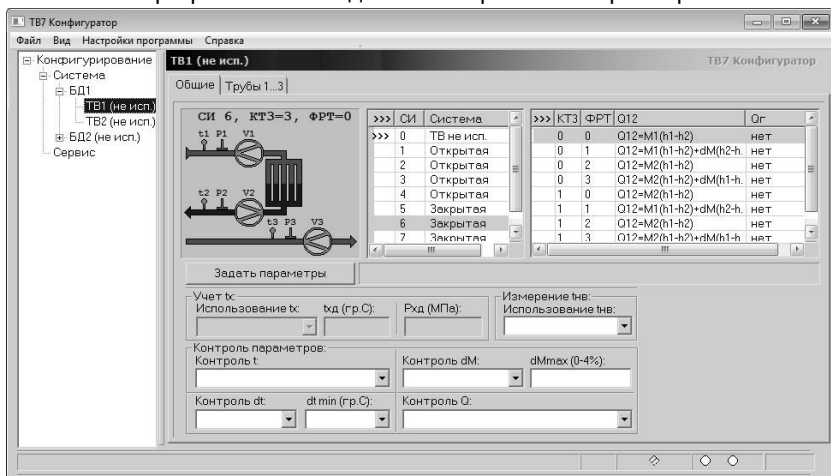 ТВ7 Конфигуратор
Файл Вид Настройки программы Справка
Конфигурирование
Система
БД1
ТВ1 (не исп.)
ТВ2 (не исп.)
БД2 (не исп.)
Сервис
ТВ1 (не исп.) ТВ7 Конфигуратор
Общие Трубы 1...3
СИ 6, КТ3=3, ФРТ=0
t1 P1 V1
t2 P2 V2
t3 P3 V3
>>> СИ Система
>>> 0 ТВ не исп.
1 Открытая
2 Открытая
3 Открытая
4 Открытая
5 Закрытая
6 Закрытая
7 Закрытая
>>> КТ3 ФРТ Q12 Qг
0 0 Q12=M1(h1-h2) нет
0 1 Q12=M1(h1-h2)+dM(h2-h. нет
0 2 Q12=M2(h1-h2) нет
0 3 Q12=M2(h1-h2)+dM(h1-h. нет
1 0 Q12=M2(h1-h2) нет
1 1 Q12=M1(h1-h2)+dM(h2-h. нет
1 2 Q12=M2(h1-h2) нет
1 3 Q12=M2(h1-h2)+dM(h1-h нет
Задать параметры
Учет tx:
Использование tx: txд (гр.С): Рхд (МПа):
Измерение tнв:
Использование tнв:
Контроль параметров:
Контроль t: Контроль dM: dMmax (0-4%):
Контроль dt: dt min (гр.С): Контроль Q: